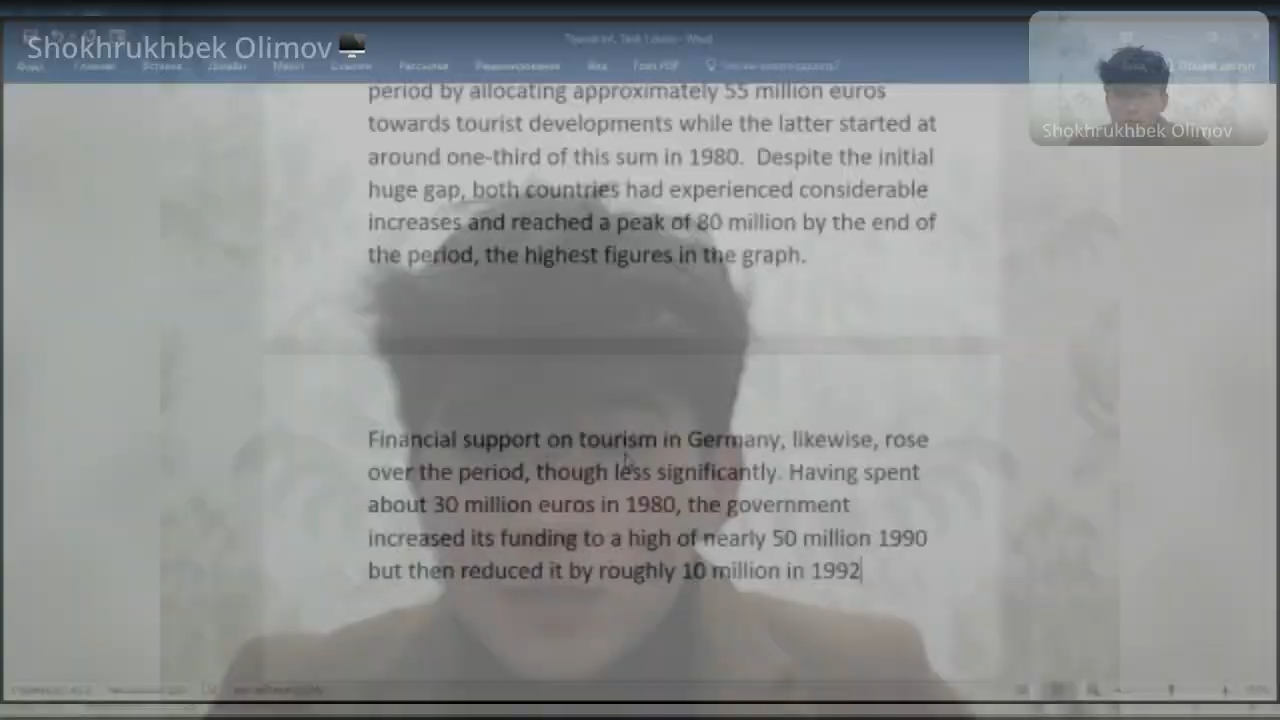 Shokhrukhbek Olimov
Shokhrukhbek Olimov
Рассылки
Рецензирование
Вид
period by allocating approximately 55 million euros
towards tourist developments while the latter started at
around one-third of this sum in 1980. Despite the initial
huge gap, both countries had experienced considerable
increases and reached a peak of 80 million by the end of
the period, the highest figures in the graph.
Financial support on tourism in Germany, likewise, rose
over the period, though less significantly. Having spent
about 30 million euros in 1980, the government
increased its funding to a high of nearly 50 million 1990
but then reduced it by roughly 10 million in 1992